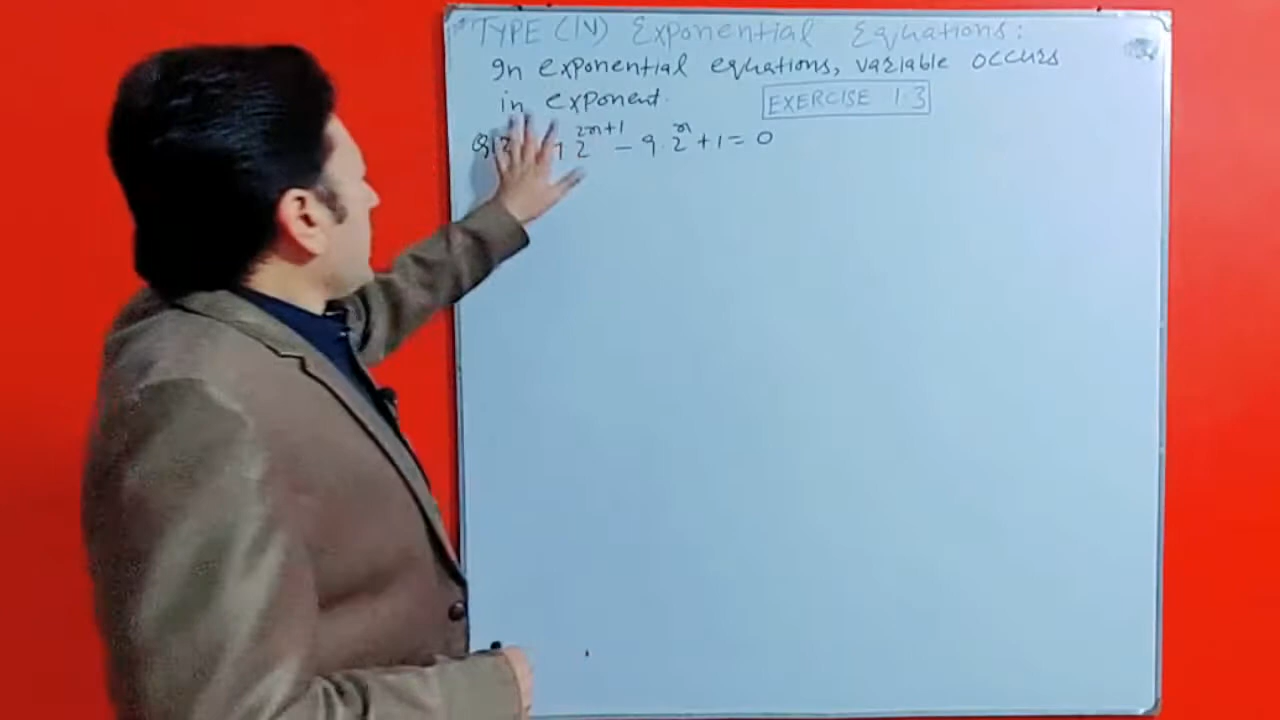 TYPE (IV) Exponential Equations:
In exponential equations, variable occurs
in exponent.
EXERCISE 1.3
2^{2x+1} - 9.2^{x} + 1 = 0